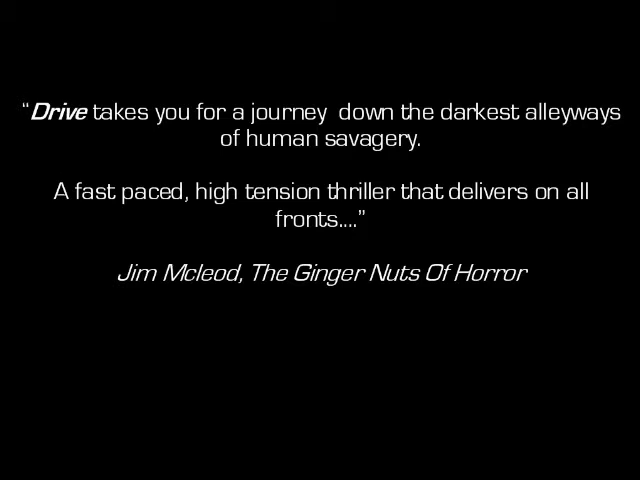 “Drive takes you for a journey  down the darkest alleyways
of human savagery.
A fast paced, high tension thriller that delivers on all
fronts....”
Jim Mcleod, The Ginger Nuts Of Horror